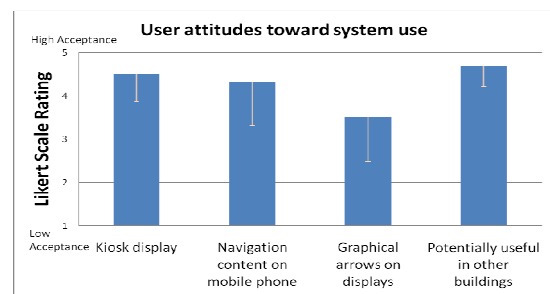 User attitudes toward system use
High Acceptance
Likert Scale Rating
5
4
3
2
1
Low
Acceptance
Kiosk display
Navigation
content on
mobile phone
Graphical
arrows on
displays
Potentially useful
in other
buildings